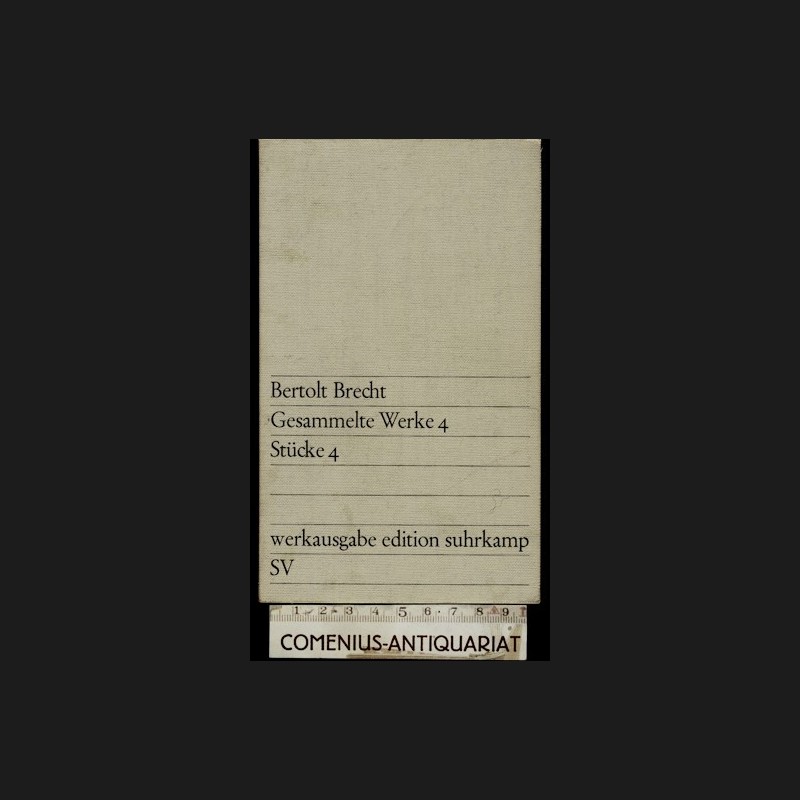 Bertolt Brecht
Gesammelte Werke 4
Stücke 4
werkausgabe edition suhrkamp
SV
1 2 3 4 5 6 7 8 9
COMENIUS-ANTIQUARIAT